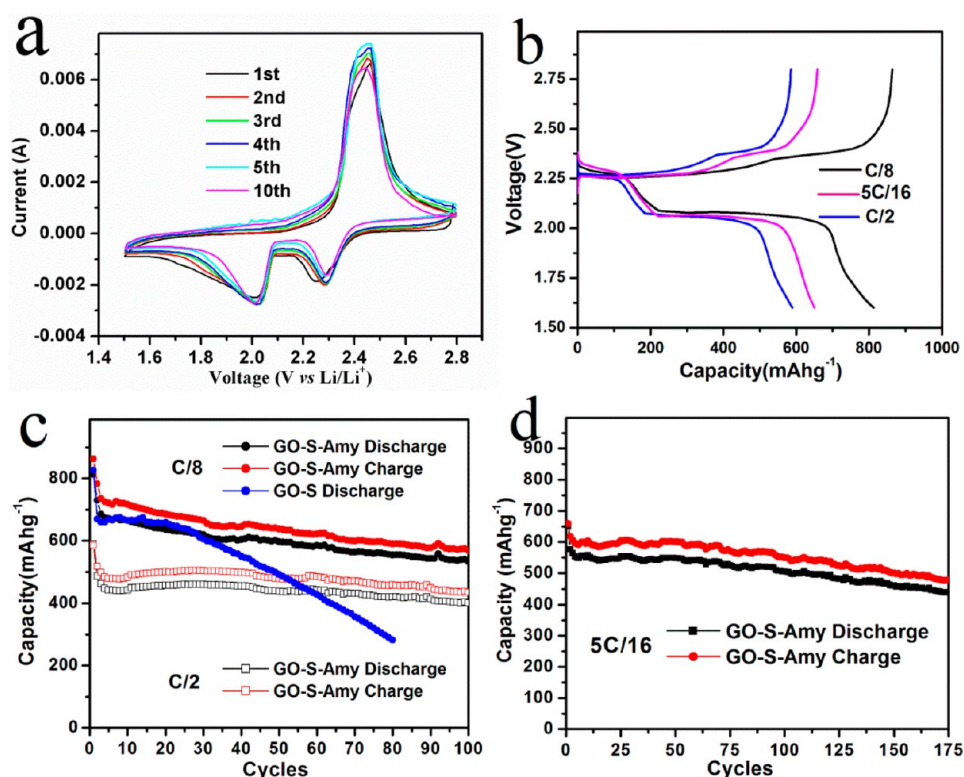 a
0.006
0.004
0.002
0.000
-0.002
-0.004
Current (A)
1st
2nd
3rd
4th
5th
10th
1.4 1.6 1.8 2.0 2.2 2.4 2.6 2.8
Voltage (V vs Li/Li+)
b
2.75
2.50
2.25
2.00
1.75
1.50
Voltage(V)
C/8
5C/16
C/2
0 200 400 600 800 1000
Capacity(mAhg-1)
c
800
600
400
200
0
Capacity(mAhg-1)
C/8
GO-S-Amy Discharge
GO-S-Amy Charge
GO-S Discharge
C/2
GO-S-Amy Discharge
GO-S-Amy Charge
0 10 20 30 40 50 60 70 80 90 100
Cycles
d
900
800
700
600
500
400
300
200
100
0
Capacity(mAhg-1)
5C/16
GO-S-Amy Discharge
GO-S-Amy Charge
0 25 50 75 100 125 150 175
Cycles